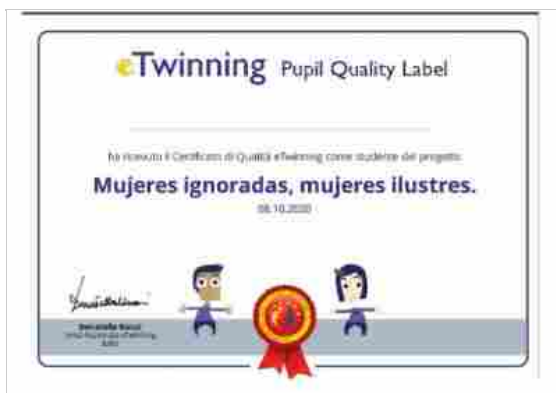 eTwinning Pupil Quality Label
ha ricevuto il Certificato di Qualità eTwinning come studente del progetto
Mujeres ignoradas, mujeres ilustres.
08.10.2020